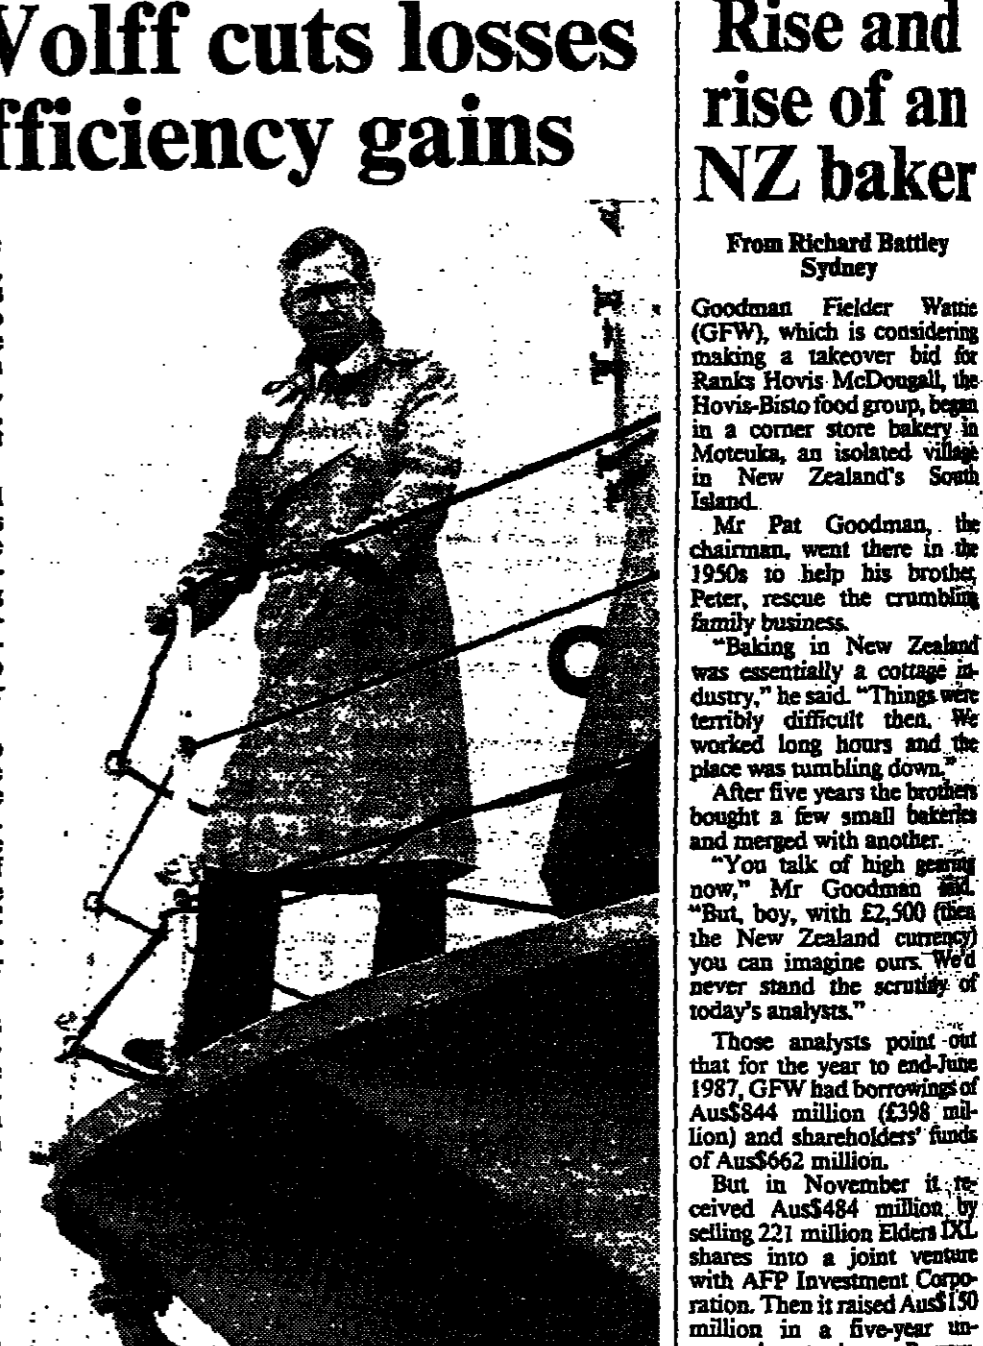 Wolff cuts losses
fficiency gains
Rise and
rise of an
NZ baker
From Richard Battley
Sydney
Goodman Fielder Wattie
(GFW), which is considering
making a takeover bid for
Ranks Hovis McDougall, the
Hovis-Bisto food group, began
in a corner store bakery in
Moteuka, an isolated village
in New Zealand's South
Island.
Mr Pat Goodman, the
chairman, went there in the
1950s to help his brother,
Peter, rescue the crumbling
family business.
"Baking in New Zealand
was essentially a cottage in-
dustry," he said. "Things were
terribly difficult then. We
worked long hours and the
place was tumbling down."
After five years the brothers
bought a few small bakeries
and merged with another.
"You talk of high gearing
now," Mr Goodman said.
"But, boy, with £2,500 (then
the New Zealand currency)
you can imagine ours. We'd
never stand the scrutiny of
today's analysts."
Those analysts point out
that for the year to end-June
1987, GFW had borrowings of
Aus$844 million (£398 mil-
lion) and shareholders' funds
of Aus$662 million.
But in November it re-
ceived Aus$484 million by
selling 221 million Elders IXL
shares into a joint venture
with AFP Investment Corpo-
ration. Then it raised Aus$150
million in a five-year un-